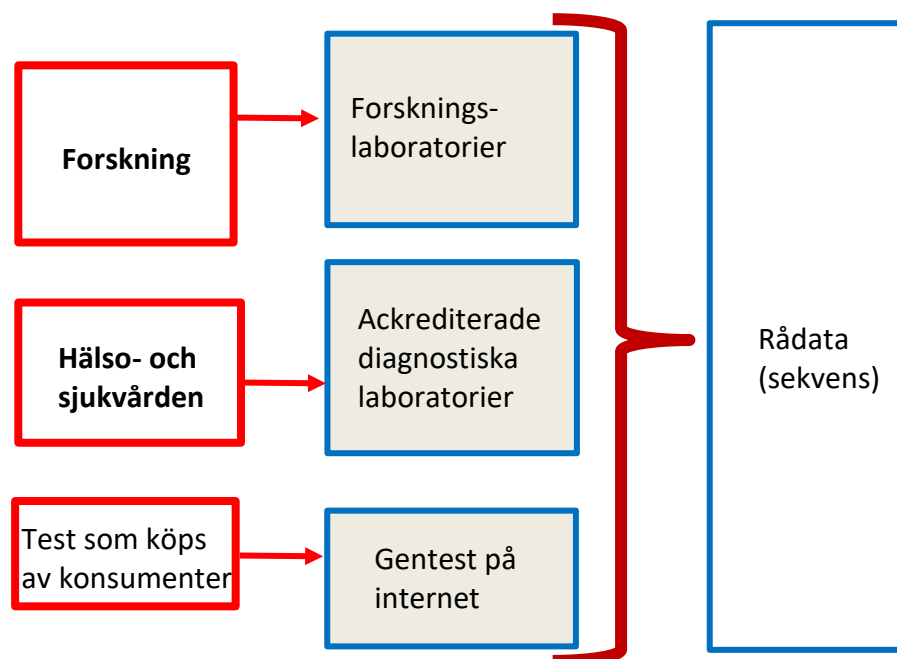 Forskning
Forsknings-
laboratorier
Hälso- och
sjukvården
Ackrediterade
diagnostiska
laboratorier
Test som köps
av konsumenter
Gentest på
internet
Rådata
(sekvens)